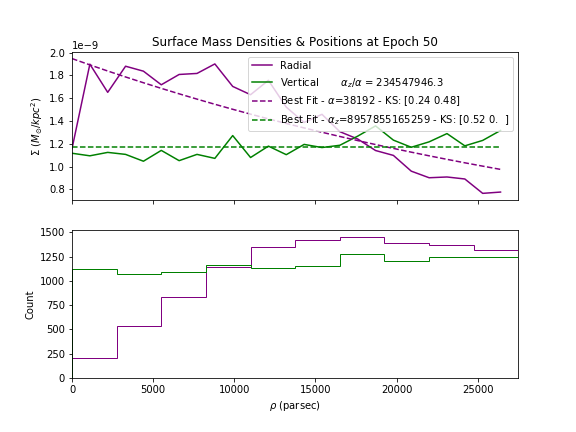 Surface Mass Densities & Positions at Epoch 50
1e−9
2.0
1.8
1.6
1.4
1.2
1.0
0.8
Σ (M⊙/kpc²)
Radial
Vertical αz/α = 234547946.3
Best Fit - α=38192 - KS: [0.24 0.48]
Best Fit - αz=8957855165259 - KS: [0.52 0. ]
1500
1250
1000
750
500
250
0
Count
0 5000 10000 15000 20000 25000
ρ (parsec)